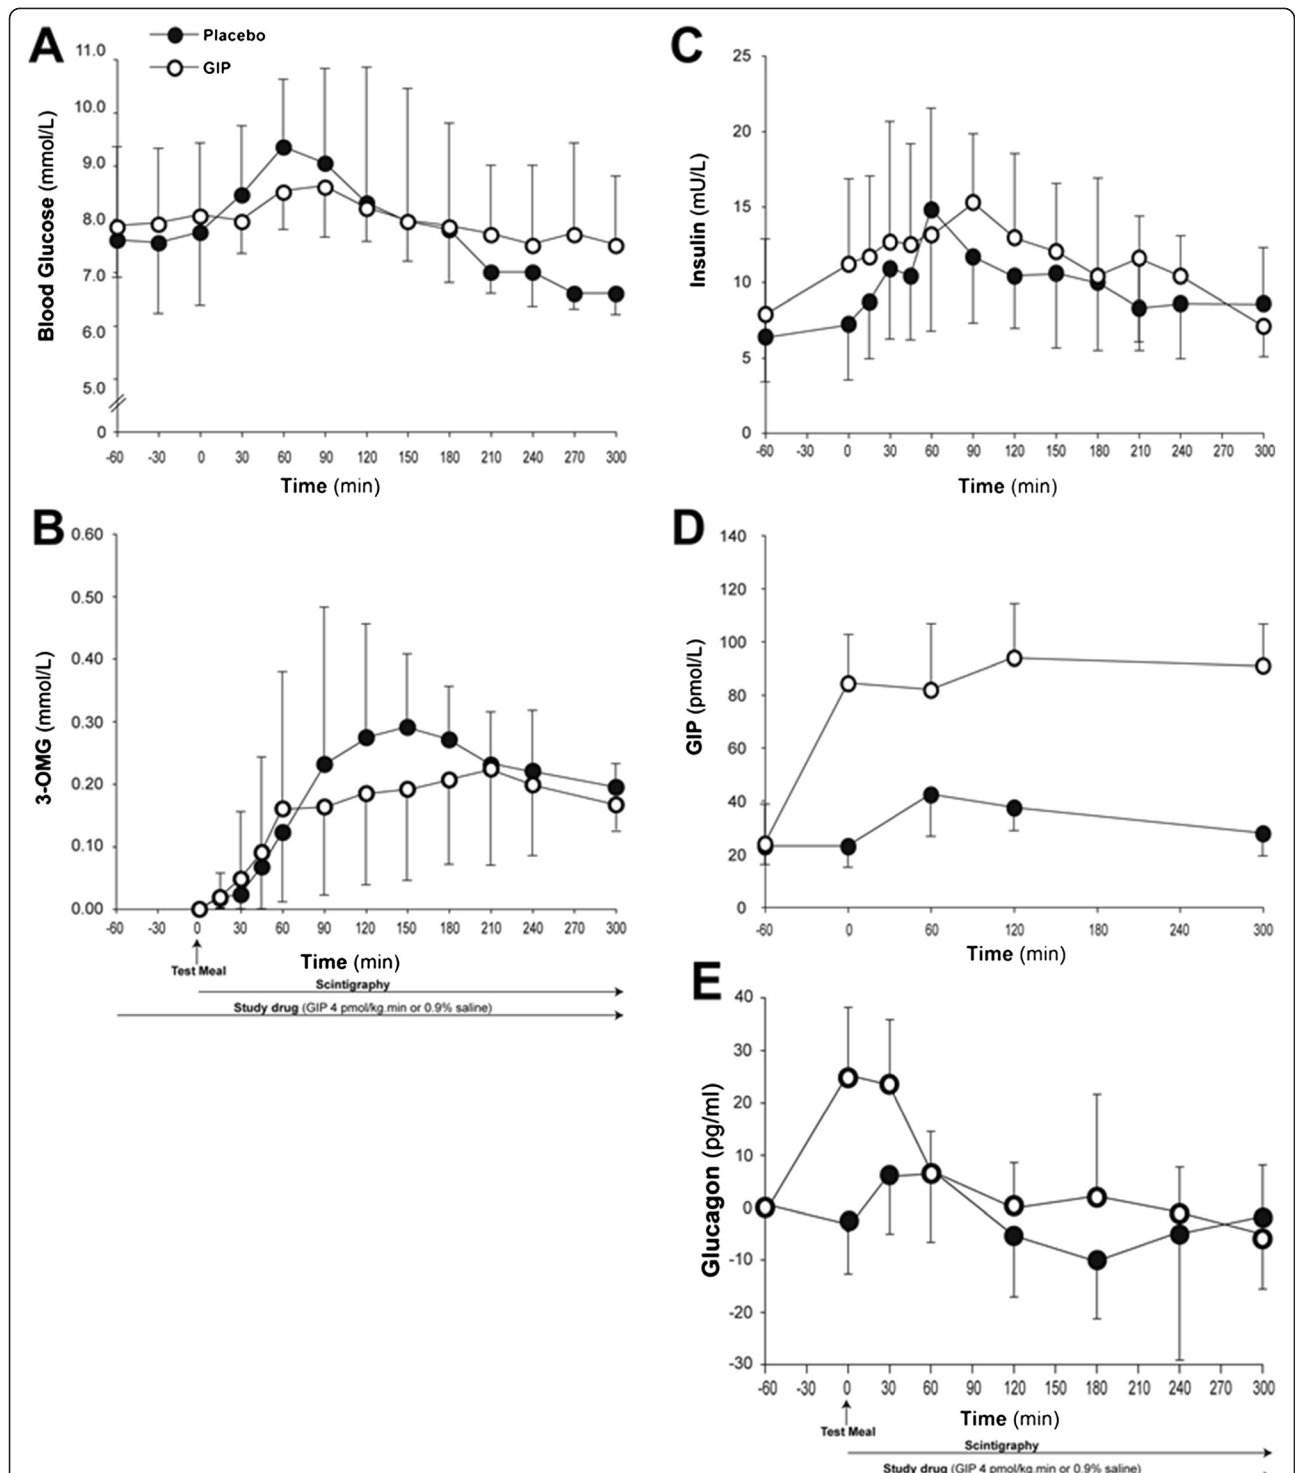 A
Placebo
GIP
11.0
10.0
9.0
8.0
7.0
6.0
5.0
0
Blood Glucose (mmol/L)
-60 -30 0 30 60 90 120 150 180 210 240 270 300
Time (min)
B
0.60
0.50
0.40
0.30
0.20
0.10
0.00
3-OMG (mmol/L)
-60 -30 0 30 60 90 120 150 180 210 240 270 300
Test Meal
Time (min)
Scintigraphy
Study drug (GIP 4 pmol/kg.min or 0.9% saline)
C
25
20
15
10
5
0
Insulin (mU/L)
-60 -30 0 30 60 90 120 150 180 210 240 270 300
Time (min)
D
140
120
100
80
60
40
20
0
GIP (pmol/L)
-60 0 60 120 180 240 300
Time (min)
E
40
30
20
10
0
-10
-20
-30
Glucagon (pg/ml)
-60 -30 0 30 60 90 120 150 180 210 240 270 300
Test Meal
Time (min)
Scintigraphy
Study drug (GIP 4 pmol/kg.min or 0.9% saline)